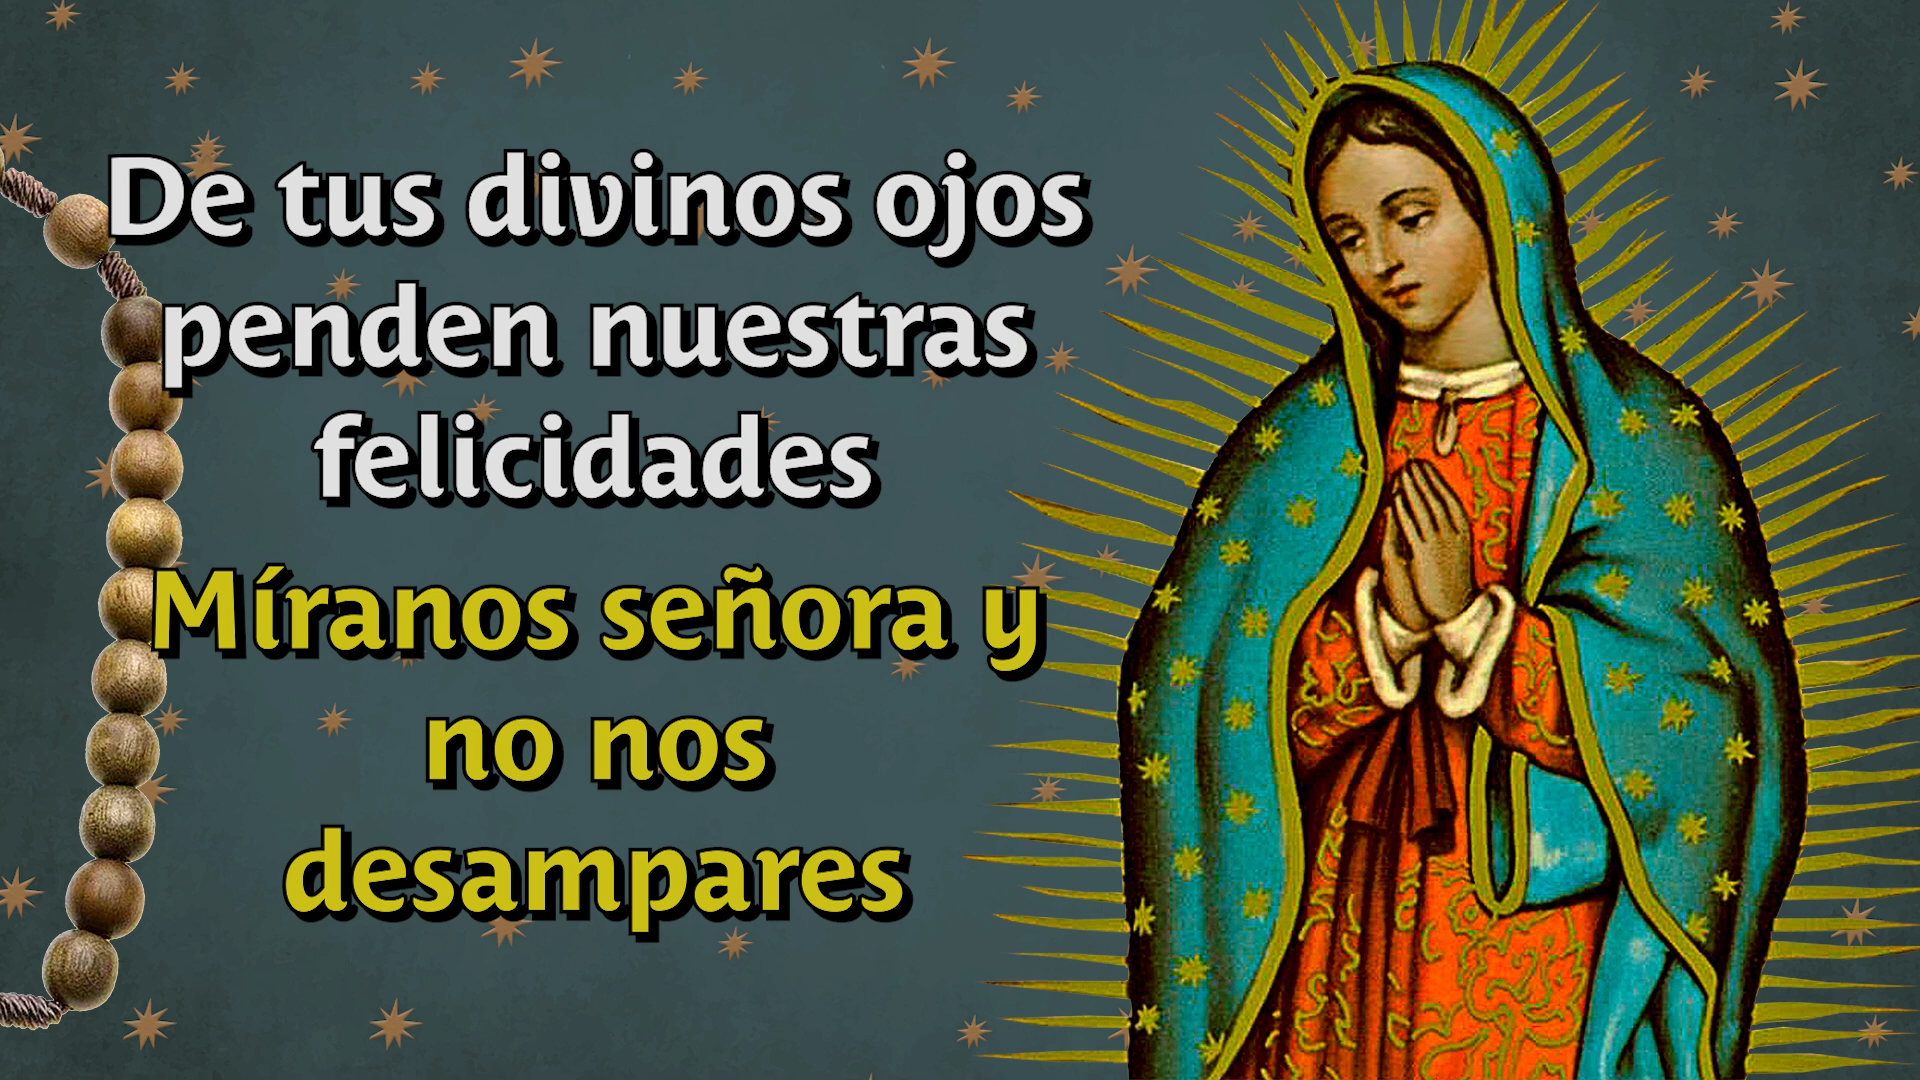 De tus divinos ojos
penden nuestras
felicidades
Míranos señora y
no nos
desampares